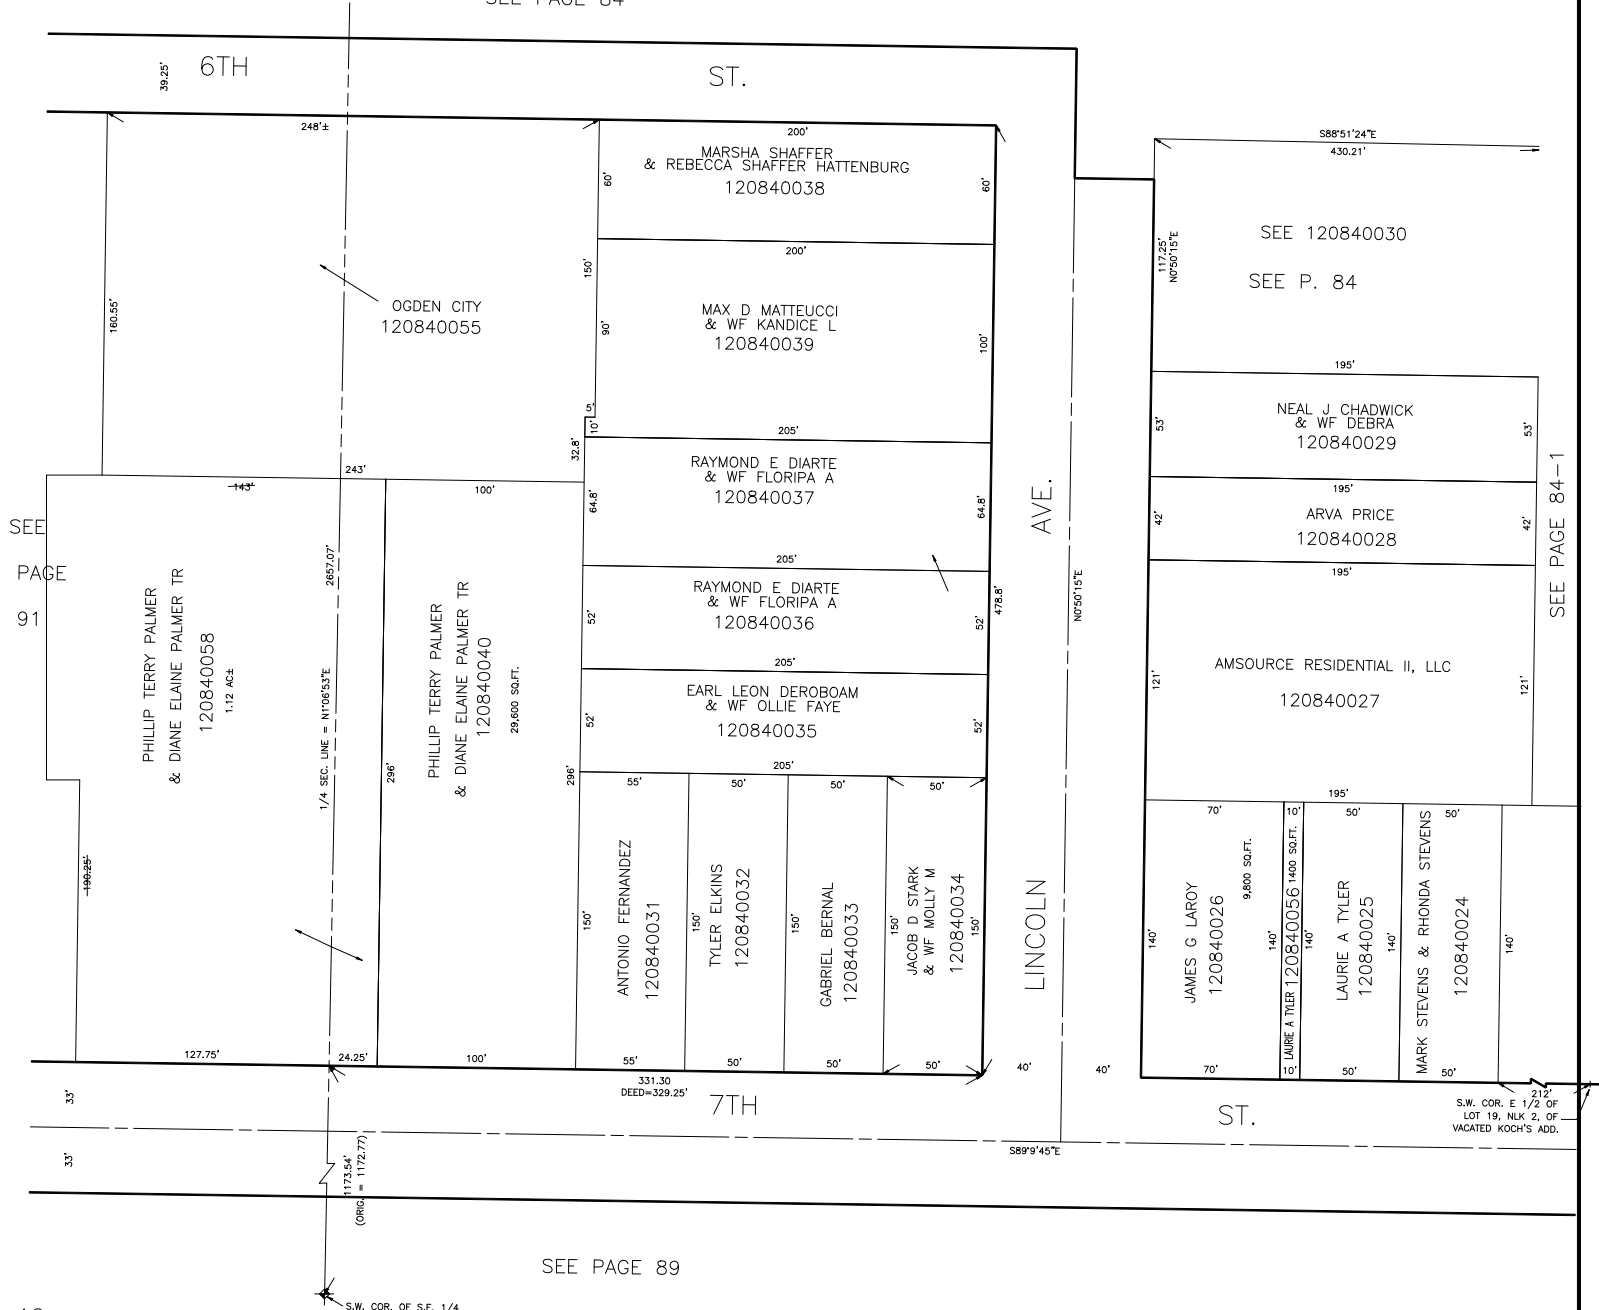 SEE PAGE 84
6TH
ST.
39.25'
248'±
200'
S88°51'24"E
430.21'
MARSHA SHAFFER
& REBECCA SHAFFER HATTENBURG
120840038
60'
60'
200'
117.25'
N0°50'15"E
SEE 120840030
SEE P. 84
160.55'
OGDEN CITY
120840055
150'
90'
MAX D MATTEUCCI
& WF KANDICE L
120840039
100'
5'
10'
205'
32.8'
195'
NEAL J CHADWICK
& WF DEBRA
120840029
53'
53'
243'
143'
100'
RAYMOND E DIARTE
& WF FLORIPA A
120840037
64.8'
64.8'
195'
ARVA PRICE
120840028
42'
42'
SEE PAGE 84-1
SEE
PAGE
91
2657.07'
1/4 SEC. LINE = N1°06'53"E
PHILLIP TERRY PALMER
& DIANE ELAINE PALMER TR
120840058
1.12 AC±
PHILLIP TERRY PALMER
& DIANE ELAINE PALMER TR
120840040
29,600 SQ.FT.
296'
296'
205'
RAYMOND E DIARTE
& WF FLORIPA A
120840036
52'
52'
478.8'
AVE.
N0°50'15"E
195'
AMSOURCE RESIDENTIAL II, LLC
120840027
121'
121'
205'
EARL LEON DEROBOAM
& WF OLLIE FAYE
120840035
52'
52'
205'
195'
190.25'
55'
50'
50'
50'
ANTONIO FERNANDEZ
120840031
150'
TYLER ELKINS
120840032
150'
GABRIEL BERNAL
120840033
150'
JACOB D STARK
& WF MOLLY M
120840034
150'
150'
LINCOLN
70'
10'
50'
50'
JAMES G LAROY
120840026
9,800 SQ.FT.
140'
140'
LAURIE A TYLER 120840056 1400 SQ.FT.
140'
LAURIE A TYLER
120840025
140'
MARK STEVENS & RHONDA STEVENS
120840024
140'
127.75'
24.25'
100'
55'
50'
50'
50'
40'
40'
70'
10'
50'
50'
212'
331.30
DEED=329.25'
7TH
ST.
33'
33'
S.W. COR. E 1/2 OF
LOT 19, NLK 2, OF
VACATED KOCH'S ADD.
S89°9'45"E
1173.54'
(ORIG. = 1172.77)
SEE PAGE 89
S.W. COR. OF S.E. 1/4